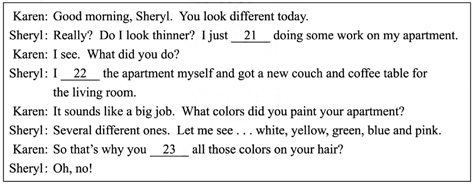 Karen: Good morning, Sheryl. You look different today.
Sheryl: Really? Do I look thinner? I just 21 doing some work on my apartment.
Karen: I see. What did you do?
Sheryl: I 22 the apartment myself and got a new couch and coffee table for
the living room.
Karen: It sounds like a big job. What colors did you paint your apartment?
Sheryl: Several different ones. Let me see . . . white, yellow, green, blue and pink.
Karen: So that's why you 23 all those colors on your hair?
Sheryl: Oh, no!